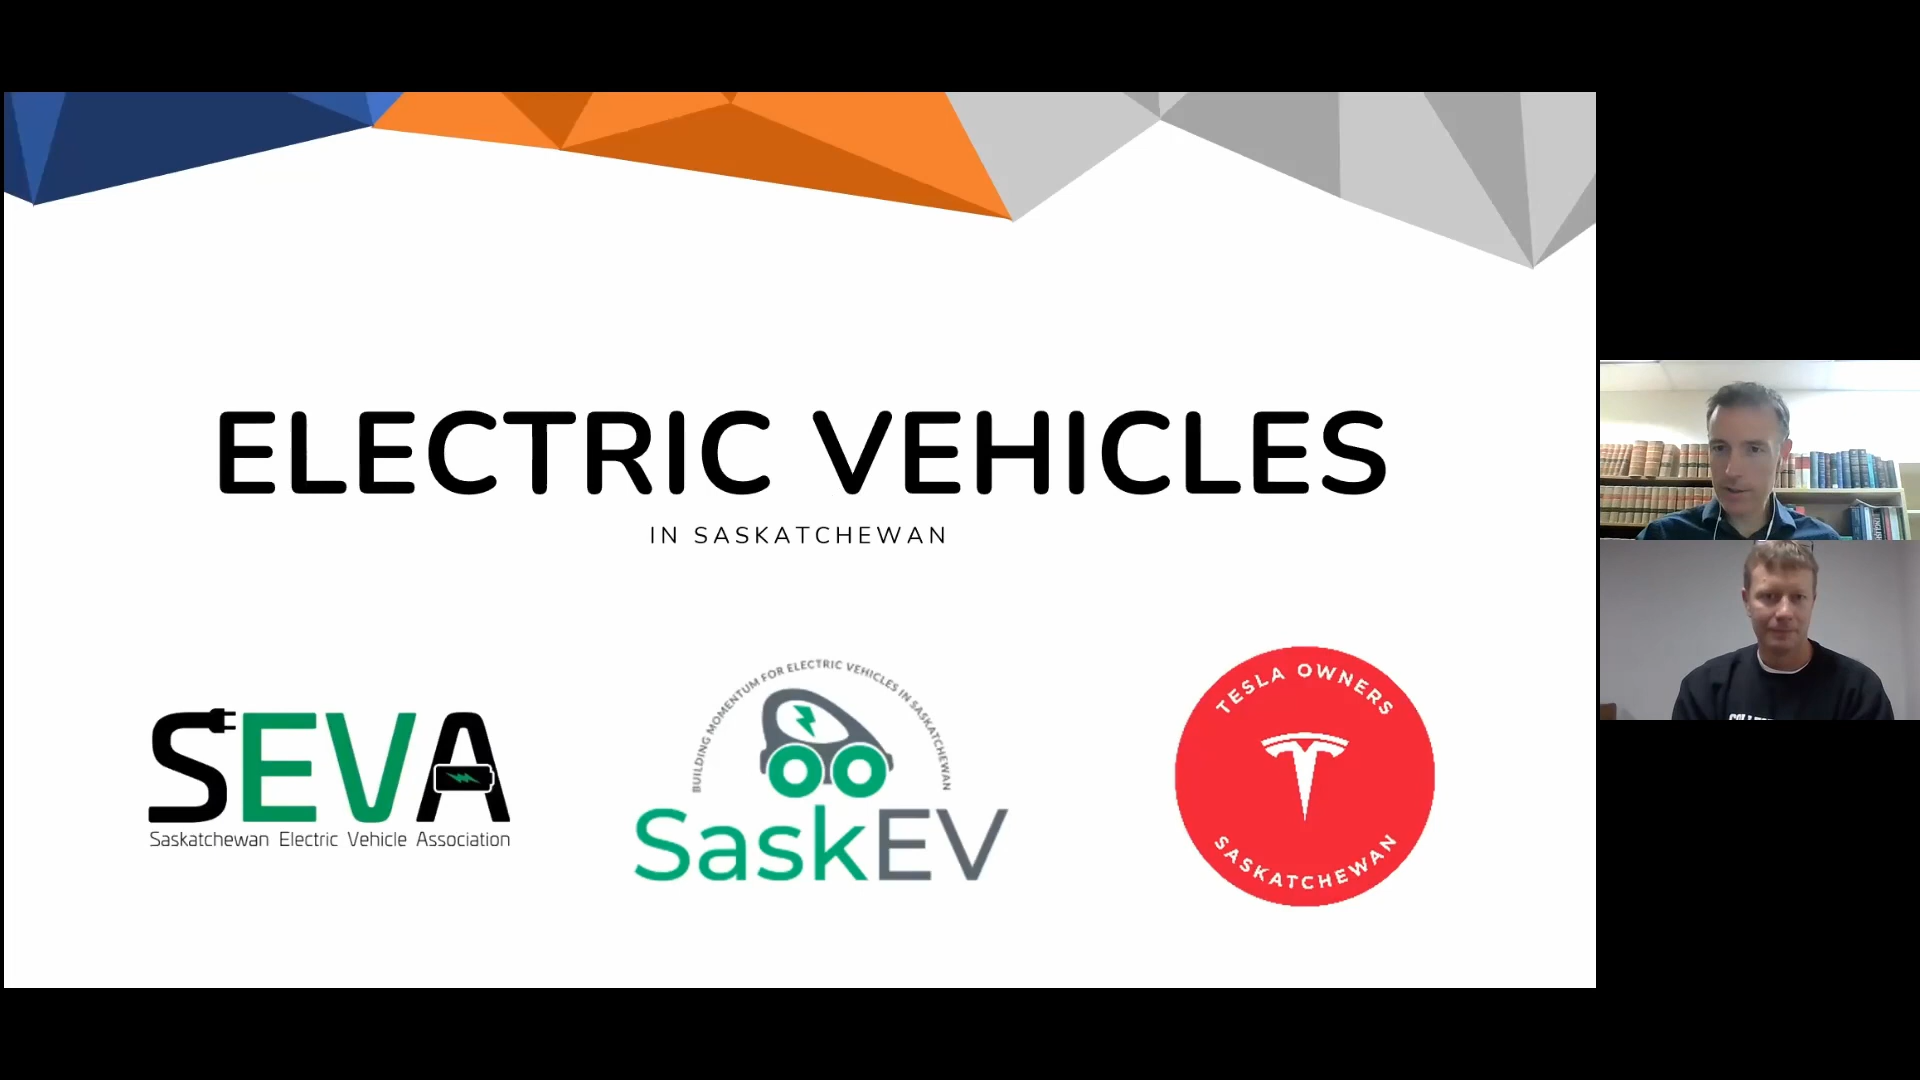 ELECTRIC VEHICLES
IN SASKATCHEWAN
SEVA
Saskatchewan Electric Vehicle Association
BUILDING MOMENTUM FOR ELECTRIC VEHICLES IN SASKATCHEWAN
SaskEV
TESLA OWNERS
SASKATCHEWAN